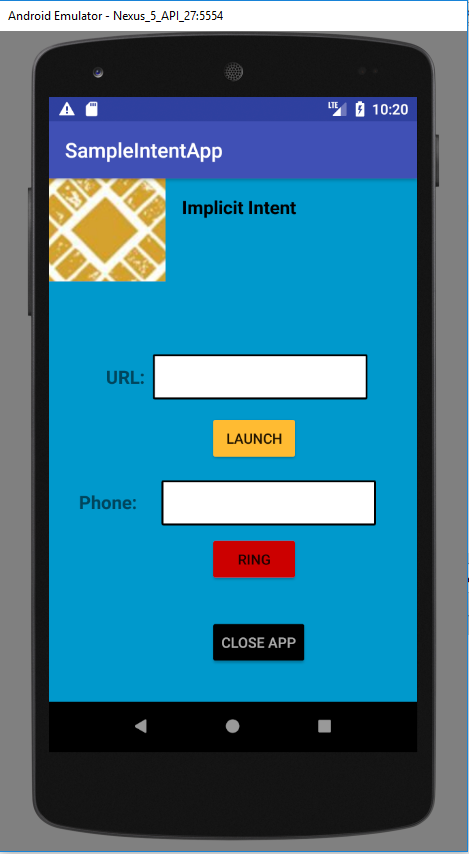 Android Emulator - Nexus_5_API_27:5554
LTE 10:20
SampleIntentApp
Implicit Intent
URL:
LAUNCH
Phone:
RING
CLOSE APP